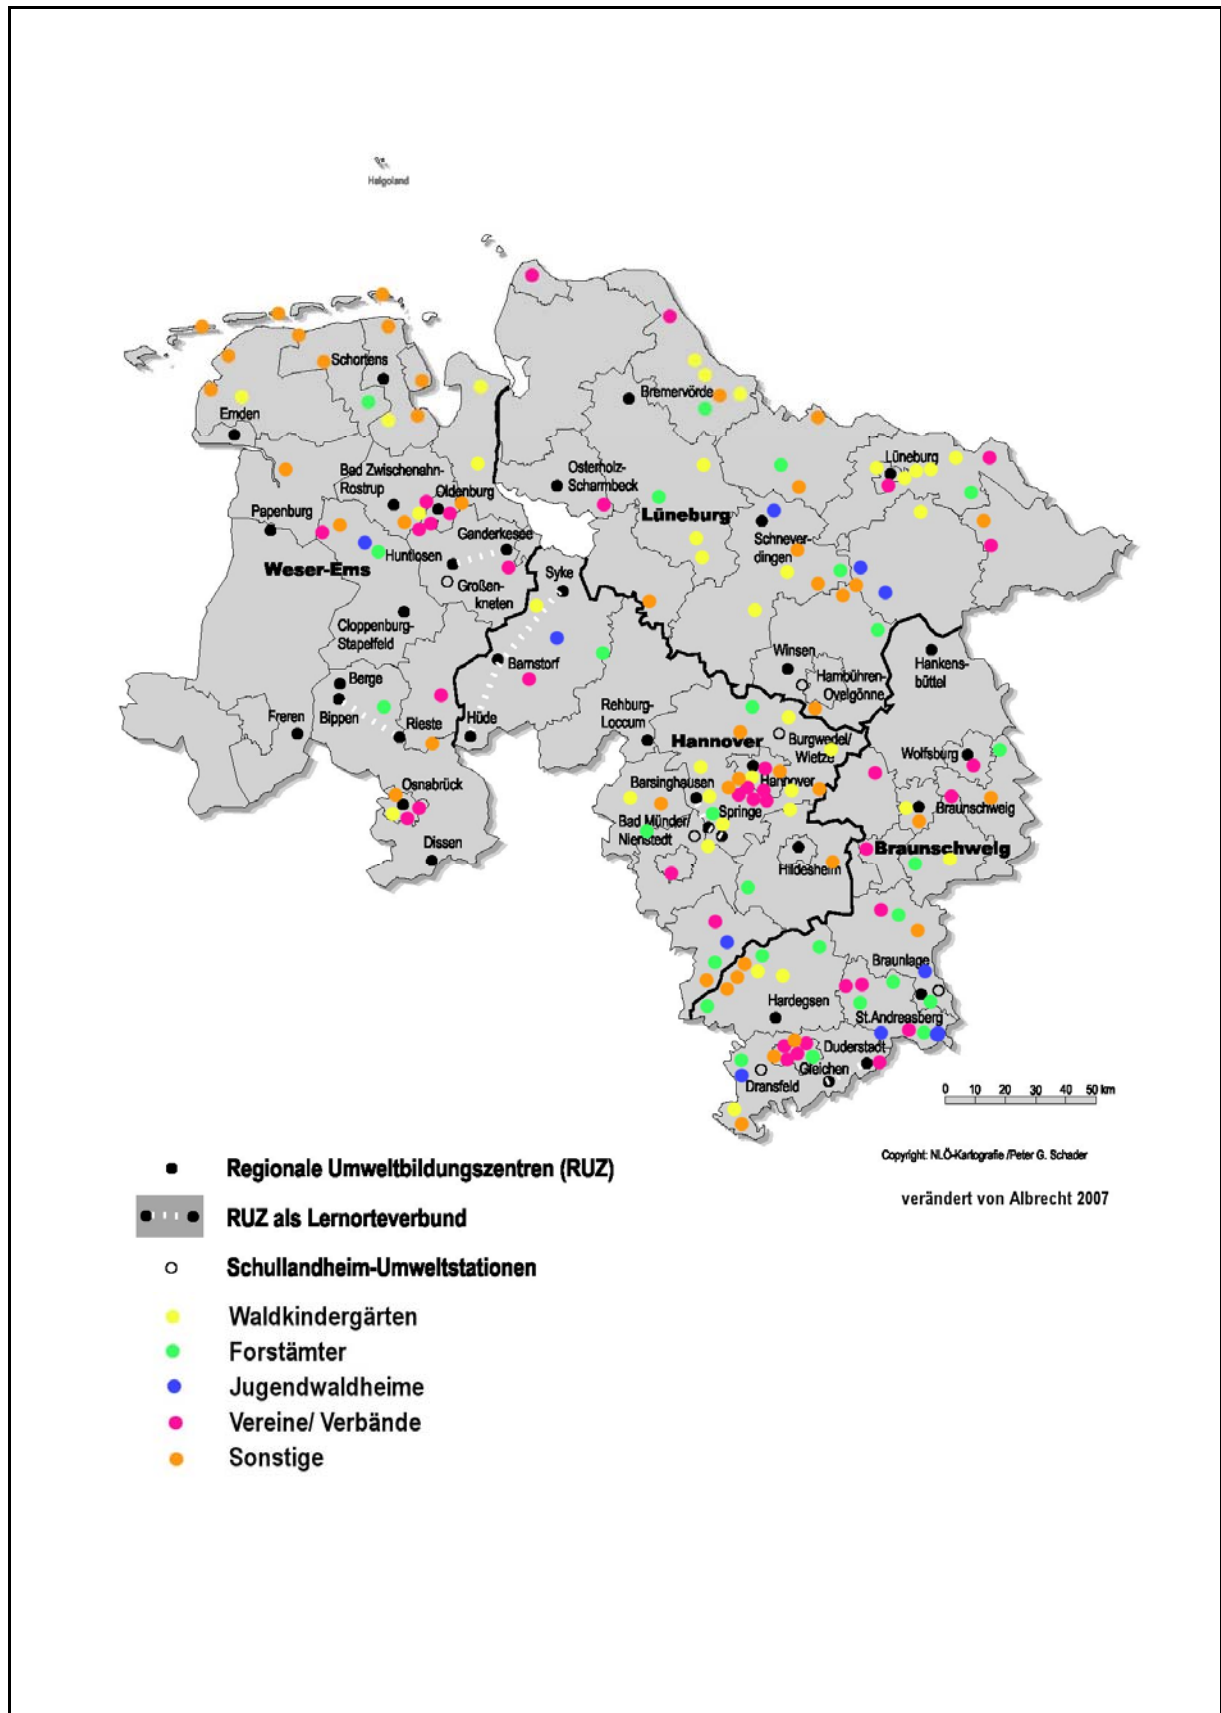 Helgoland
Schortens
Emden
Bremervörde
Bad Zwischenahn-
Rostrup
Oldenburg
Osterholz-
Scharmbeck
Lüneburg
Papenburg
Lüneburg
Ganderkesee
Huntlosen
Schnever-
dingen
Weser-Ems
Syke
Großen-
kneten
Cloppenburg-
Stapelfeld
Barnstorf
Winsen
Hankens-
büttel
Hambühren-
Ovelgönne
Berge
Bippen
Rieste
Freren
Hüde
Rehburg-
Loccum
Hannover
Burgwedel/
Wietze
Wolfsburg
Barsinghausen
Hannover
Osnabrück
Springe
Braunschweig
Bad Münder/
Nienstedt
Dissen
Hildesheim
Braunschweig
Braunlage
Hardegsen
St.Andreasberg
Duderstadt
Gleichen
Dransfeld
0 10 20 30 40 50 km
Copyright: NLÖ-Kartografie /Peter G. Schader
verändert von Albrecht 2007
Regionale Umweltbildungszentren (RUZ)
RUZ als Lernorteverbund
Schullandheim-Umweltstationen
Waldkindergärten
Forstämter
Jugendwaldheime
Vereine/ Verbände
Sonstige